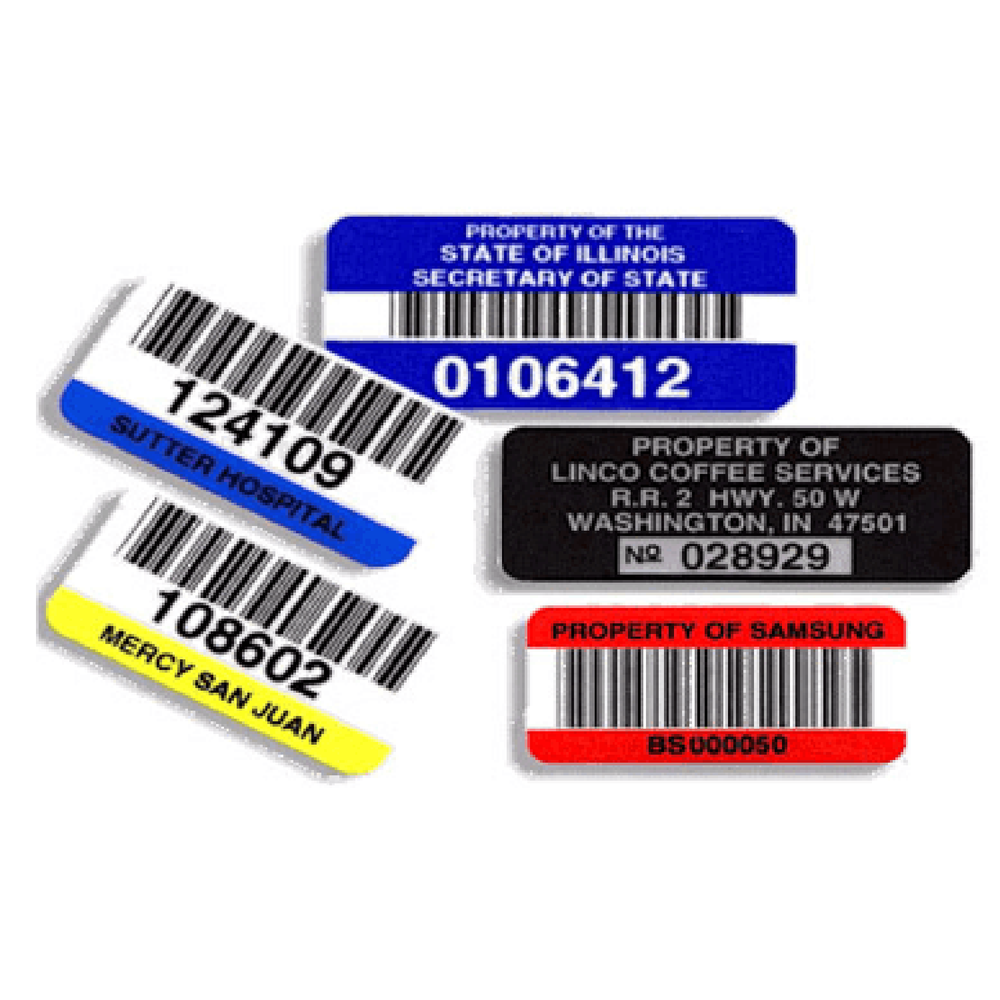 PROPERTY OF THE
STATE OF ILLINOIS
SECRETARY OF STATE
0106412
124109
SUTTER HOSPITAL
PROPERTY OF
LINCO COFFEE SERVICES
R.R. 2 HWY. 50 W
WASHINGTON, IN 47501
Nº 028929
108602
MERCY SAN JUAN
PROPERTY OF SAMSUNG
BS000050